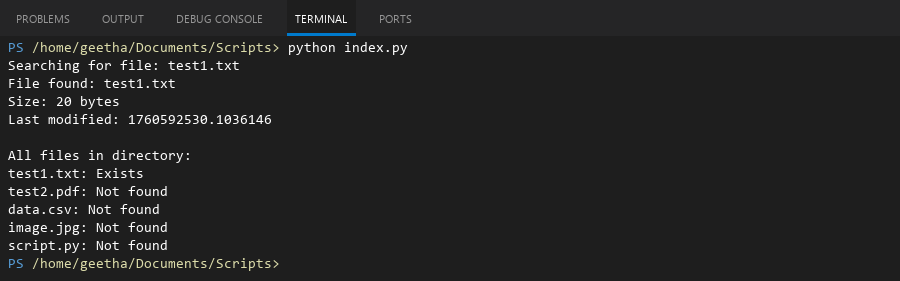 PROBLEMS OUTPUT DEBUG CONSOLE TERMINAL PORTS
PS /home/geetha/Documents/Scripts> python index.py
Searching for file: test1.txt
File found: test1.txt
Size: 20 bytes
Last modified: 1760592530.1036146
All files in directory:
test1.txt: Exists
test2.pdf: Not found
data.csv: Not found
image.jpg: Not found
script.py: Not found
PS /home/geetha/Documents/Scripts>